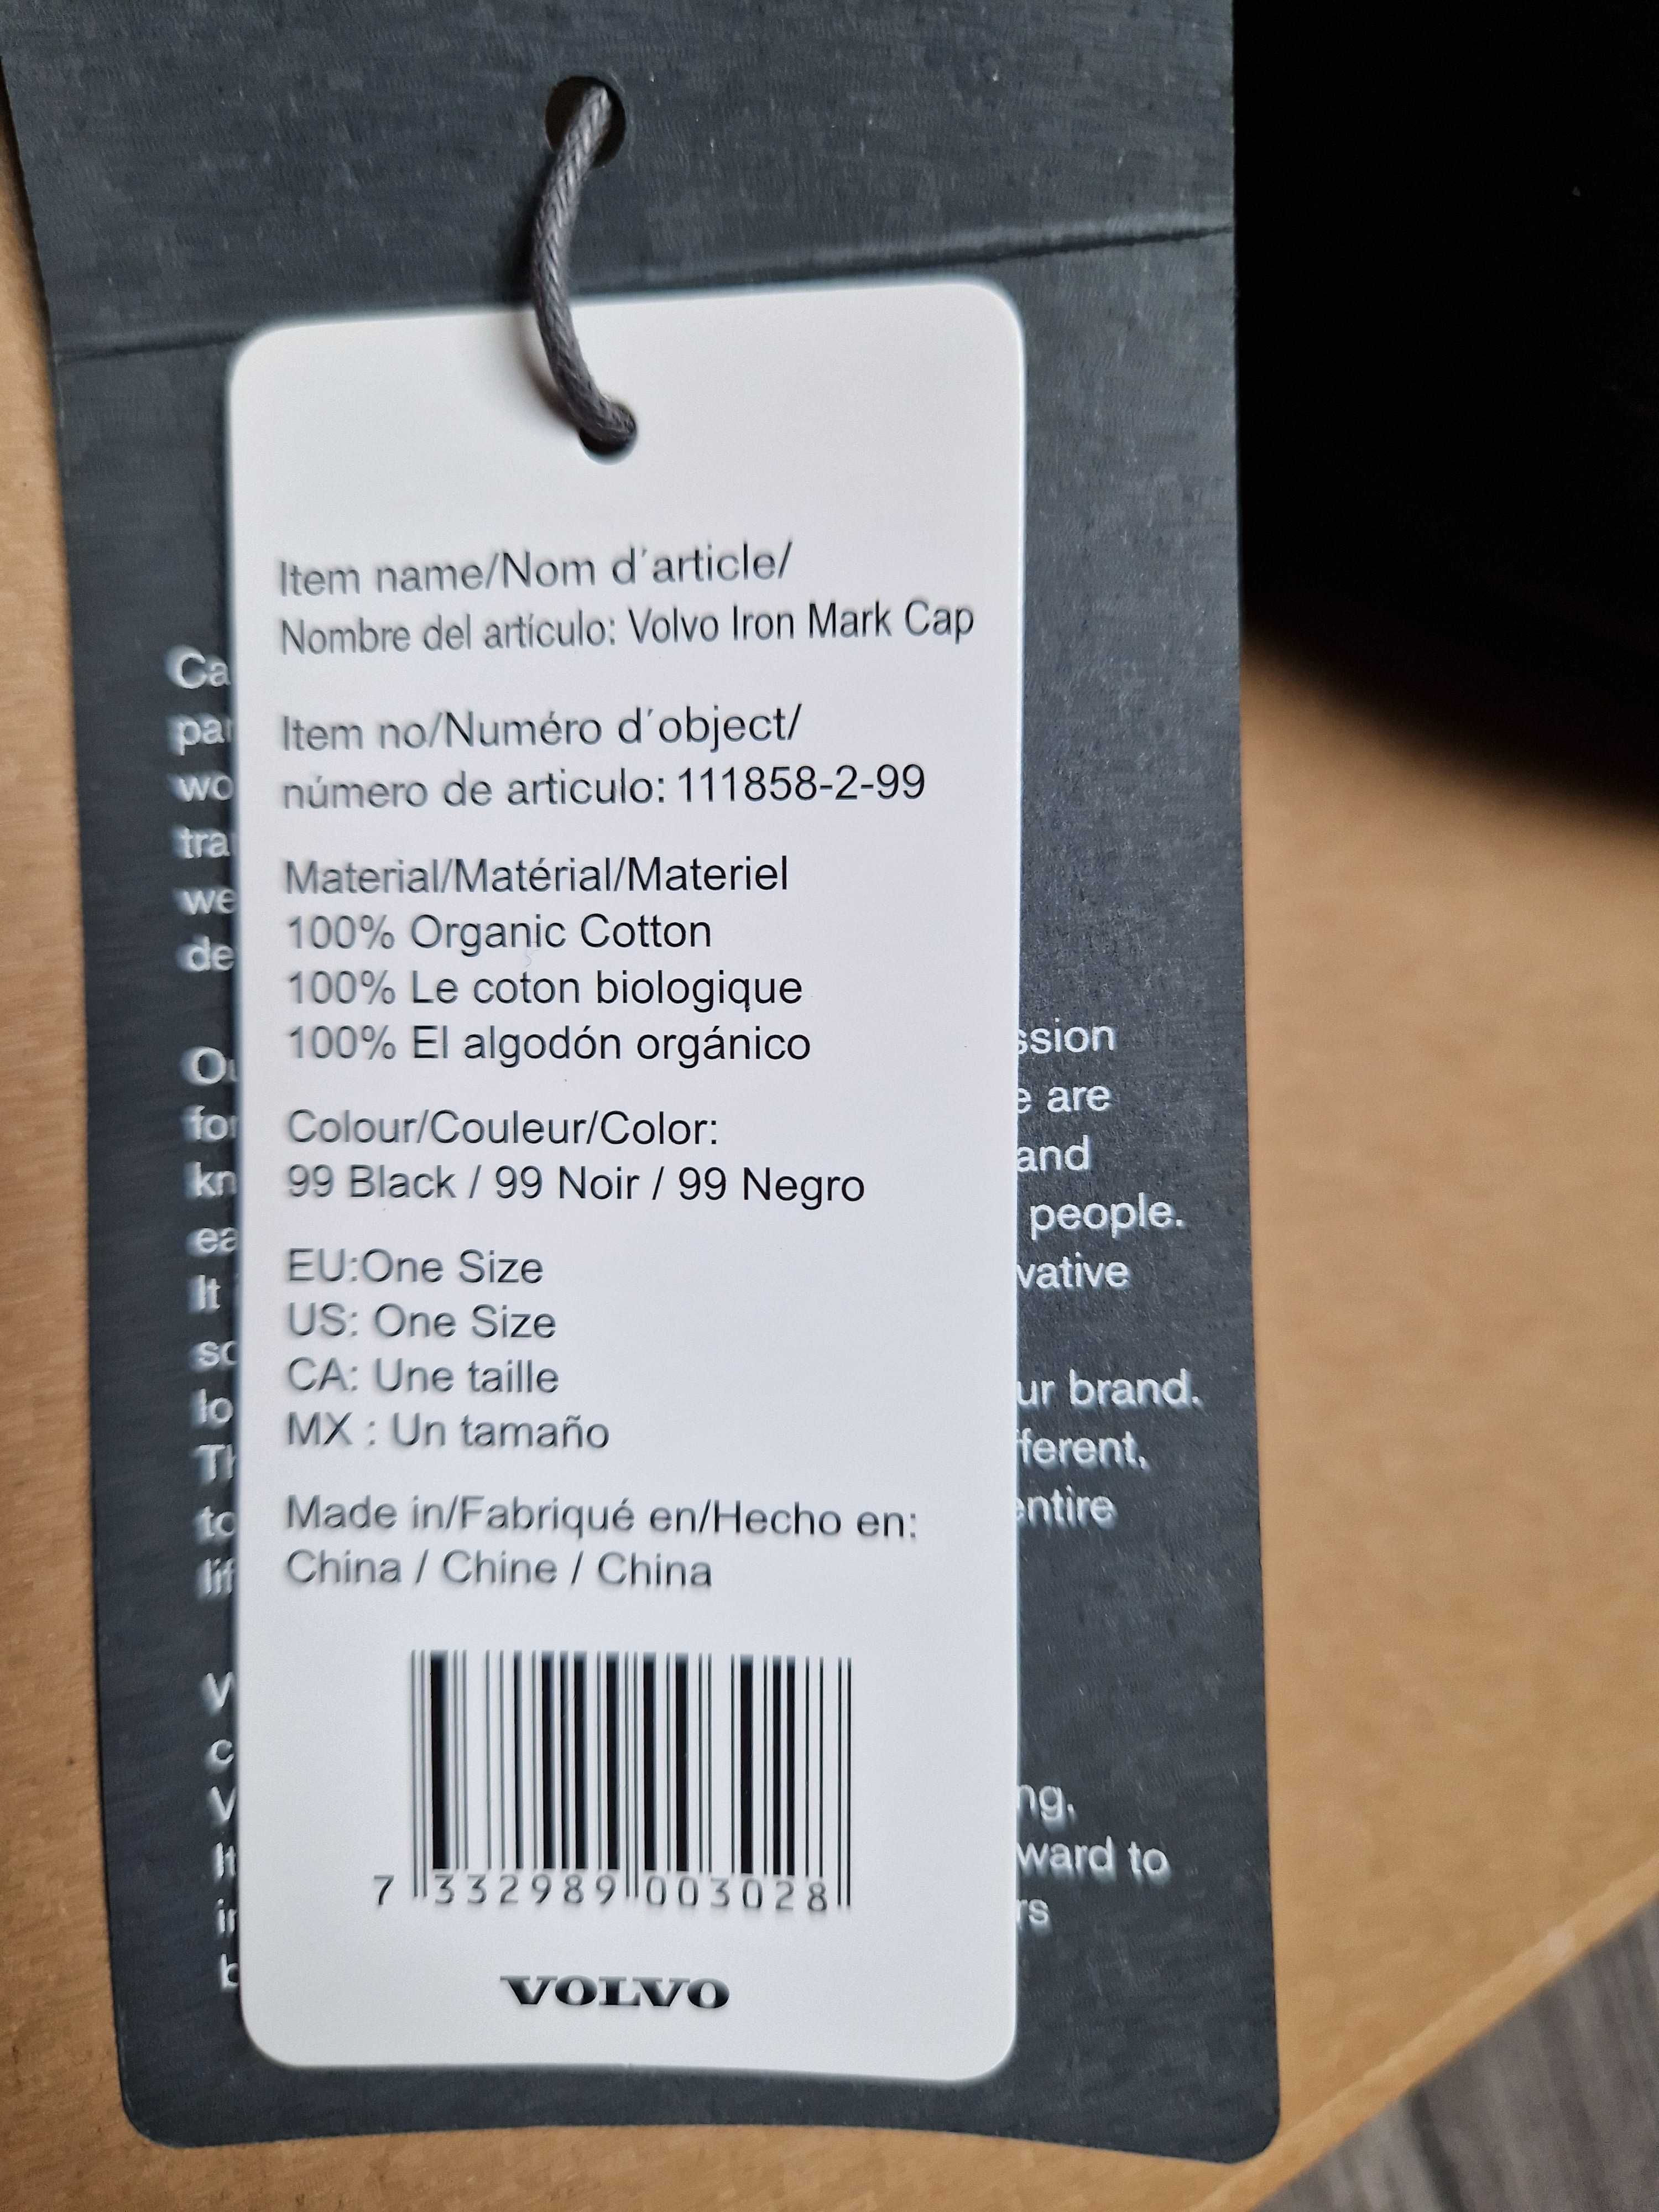 Item name/Nom d´article/
Nombre del artículo: Volvo Iron Mark Cap
Item no/Numéro d´object/
número de articulo: 111858-2-99
Material/Matérial/Materiel
100% Organic Cotton
100% Le coton biologique
100% El algodón orgánico
Colour/Couleur/Color:
99 Black / 99 Noir / 99 Negro
EU:One Size
US: One Size
CA: Une taille
MX : Un tamaño
Made in/Fabriqué en/Hecho en:
China / Chine / China
7 332989 003028
VOLVO
are
and
people.
brand.
to